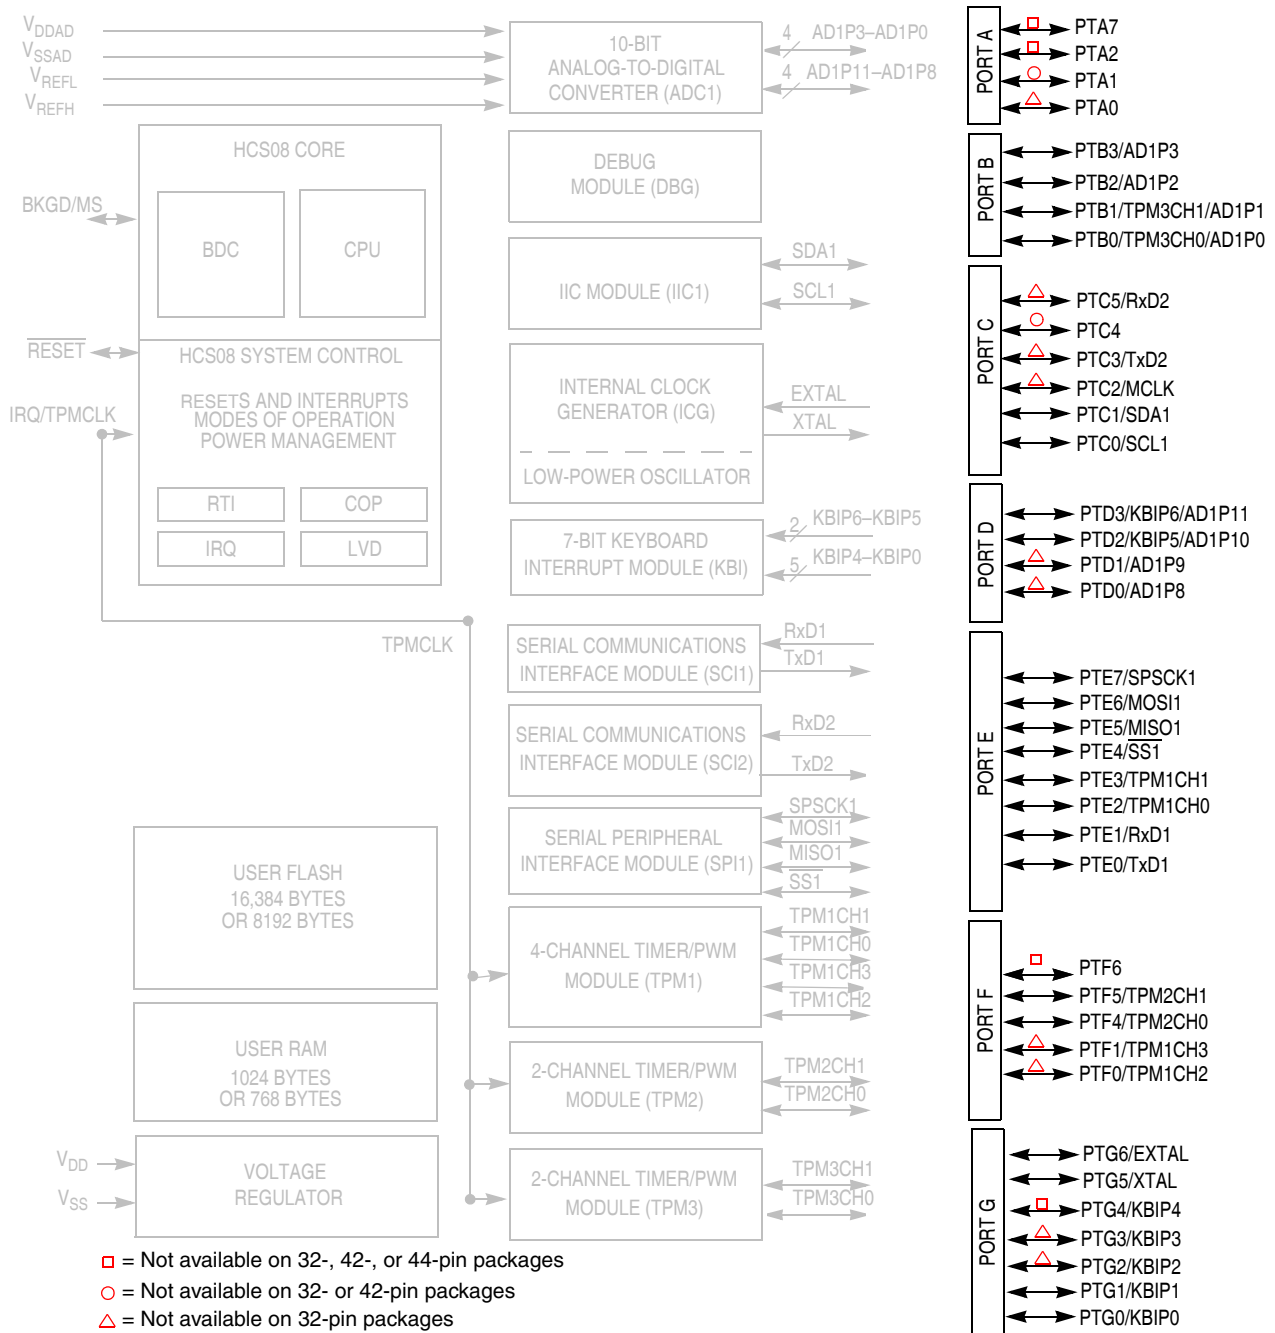 VDDAD
VSSAD
VREFL
VREFH
10-BIT
ANALOG-TO-DIGITAL
CONVERTER (ADC1)
4 AD1P3–AD1P0
4 AD1P11–AD1P8
HCS08 CORE
BDC
CPU
BKGD/MS
DEBUG
MODULE (DBG)
IIC MODULE (IIC1)
SDA1
SCL1
RESET
HCS08 SYSTEM CONTROL
RESETS AND INTERRUPTS
MODES OF OPERATION
POWER MANAGEMENT
IRQ/TPMCLK
RTI
COP
IRQ
LVD
INTERNAL CLOCK
GENERATOR (ICG)
EXTAL
XTAL
LOW-POWER OSCILLATOR
7-BIT KEYBOARD
INTERRUPT MODULE (KBI)
2 KBIP6–KBIP5
5 KBIP4–KBIP0
TPMCLK
SERIAL COMMUNICATIONS
INTERFACE MODULE (SCI1)
RxD1
TxD1
SERIAL COMMUNICATIONS
INTERFACE MODULE (SCI2)
RxD2
TxD2
SERIAL PERIPHERAL
INTERFACE MODULE (SPI1)
SPSCK1
MOSI1
MISO1
SS1
USER FLASH
16,384 BYTES
OR 8192 BYTES
4-CHANNEL TIMER/PWM
MODULE (TPM1)
TPM1CH1
TPM1CH0
TPM1CH3
TPM1CH2
USER RAM
1024 BYTES
OR 768 BYTES
2-CHANNEL TIMER/PWM
MODULE (TPM2)
TPM2CH1
TPM2CH0
VDD
VSS
VOLTAGE
REGULATOR
2-CHANNEL TIMER/PWM
MODULE (TPM3)
TPM3CH1
TPM3CH0
PORT A
PTA7
PTA2
PTA1
PTA0
PORT B
PTB3/AD1P3
PTB2/AD1P2
PTB1/TPM3CH1/AD1P1
PTB0/TPM3CH0/AD1P0
PORT C
PTC5/RxD2
PTC4
PTC3/TxD2
PTC2/MCLK
PTC1/SDA1
PTC0/SCL1
PORT D
PTD3/KBIP6/AD1P11
PTD2/KBIP5/AD1P10
PTD1/AD1P9
PTD0/AD1P8
PORT E
PTE7/SPSCK1
PTE6/MOSI1
PTE5/MISO1
PTE4/SS1
PTE3/TPM1CH1
PTE2/TPM1CH0
PTE1/RxD1
PTE0/TxD1
PORT F
PTF6
PTF5/TPM2CH1
PTF4/TPM2CH0
PTF1/TPM1CH3
PTF0/TPM1CH2
PORT G
PTG6/EXTAL
PTG5/XTAL
PTG4/KBIP4
PTG3/KBIP3
PTG2/KBIP2
PTG1/KBIP1
PTG0/KBIP0
= Not available on 32-, 42-, or 44-pin packages
= Not available on 32- or 42-pin packages
= Not available on 32-pin packages